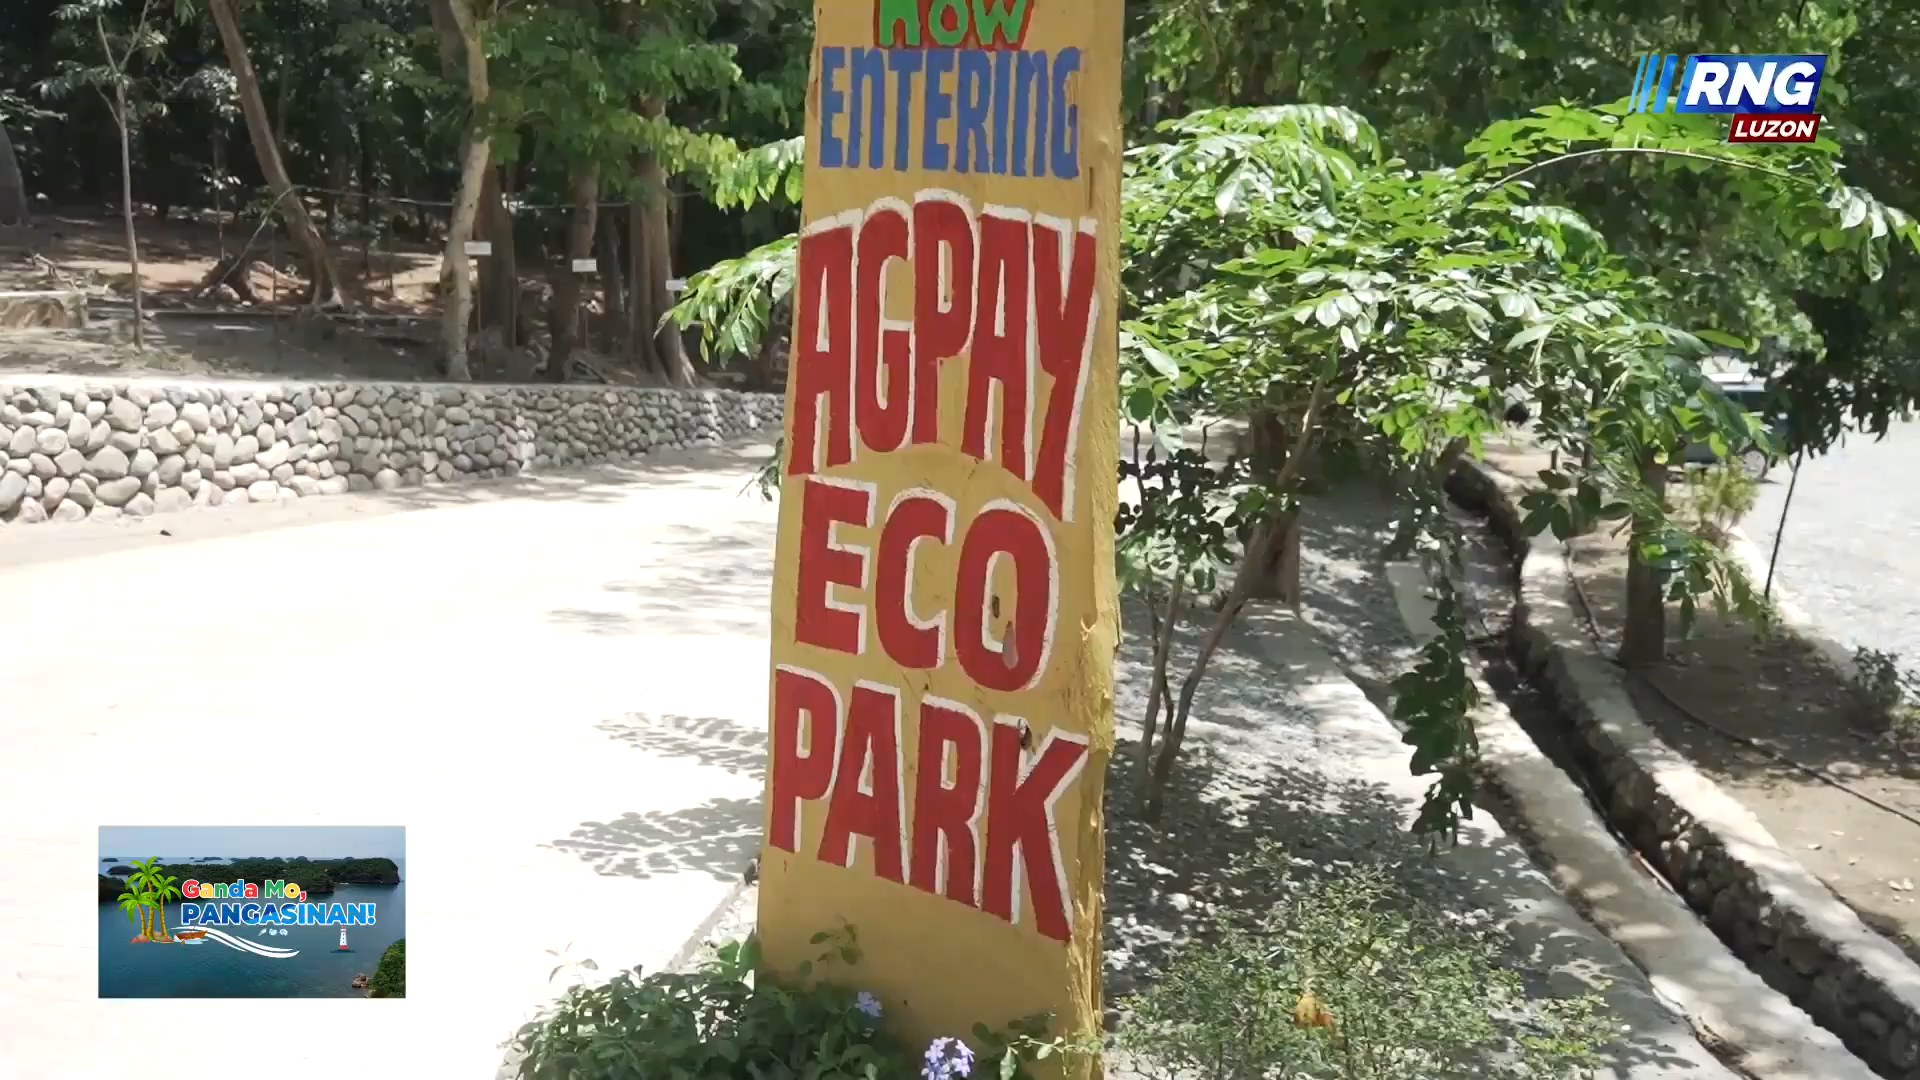 NOW
ENTERING
AGPAY
ECO
PARK
RNG
LUZON
Ganda Mo,
PANGASINAN!